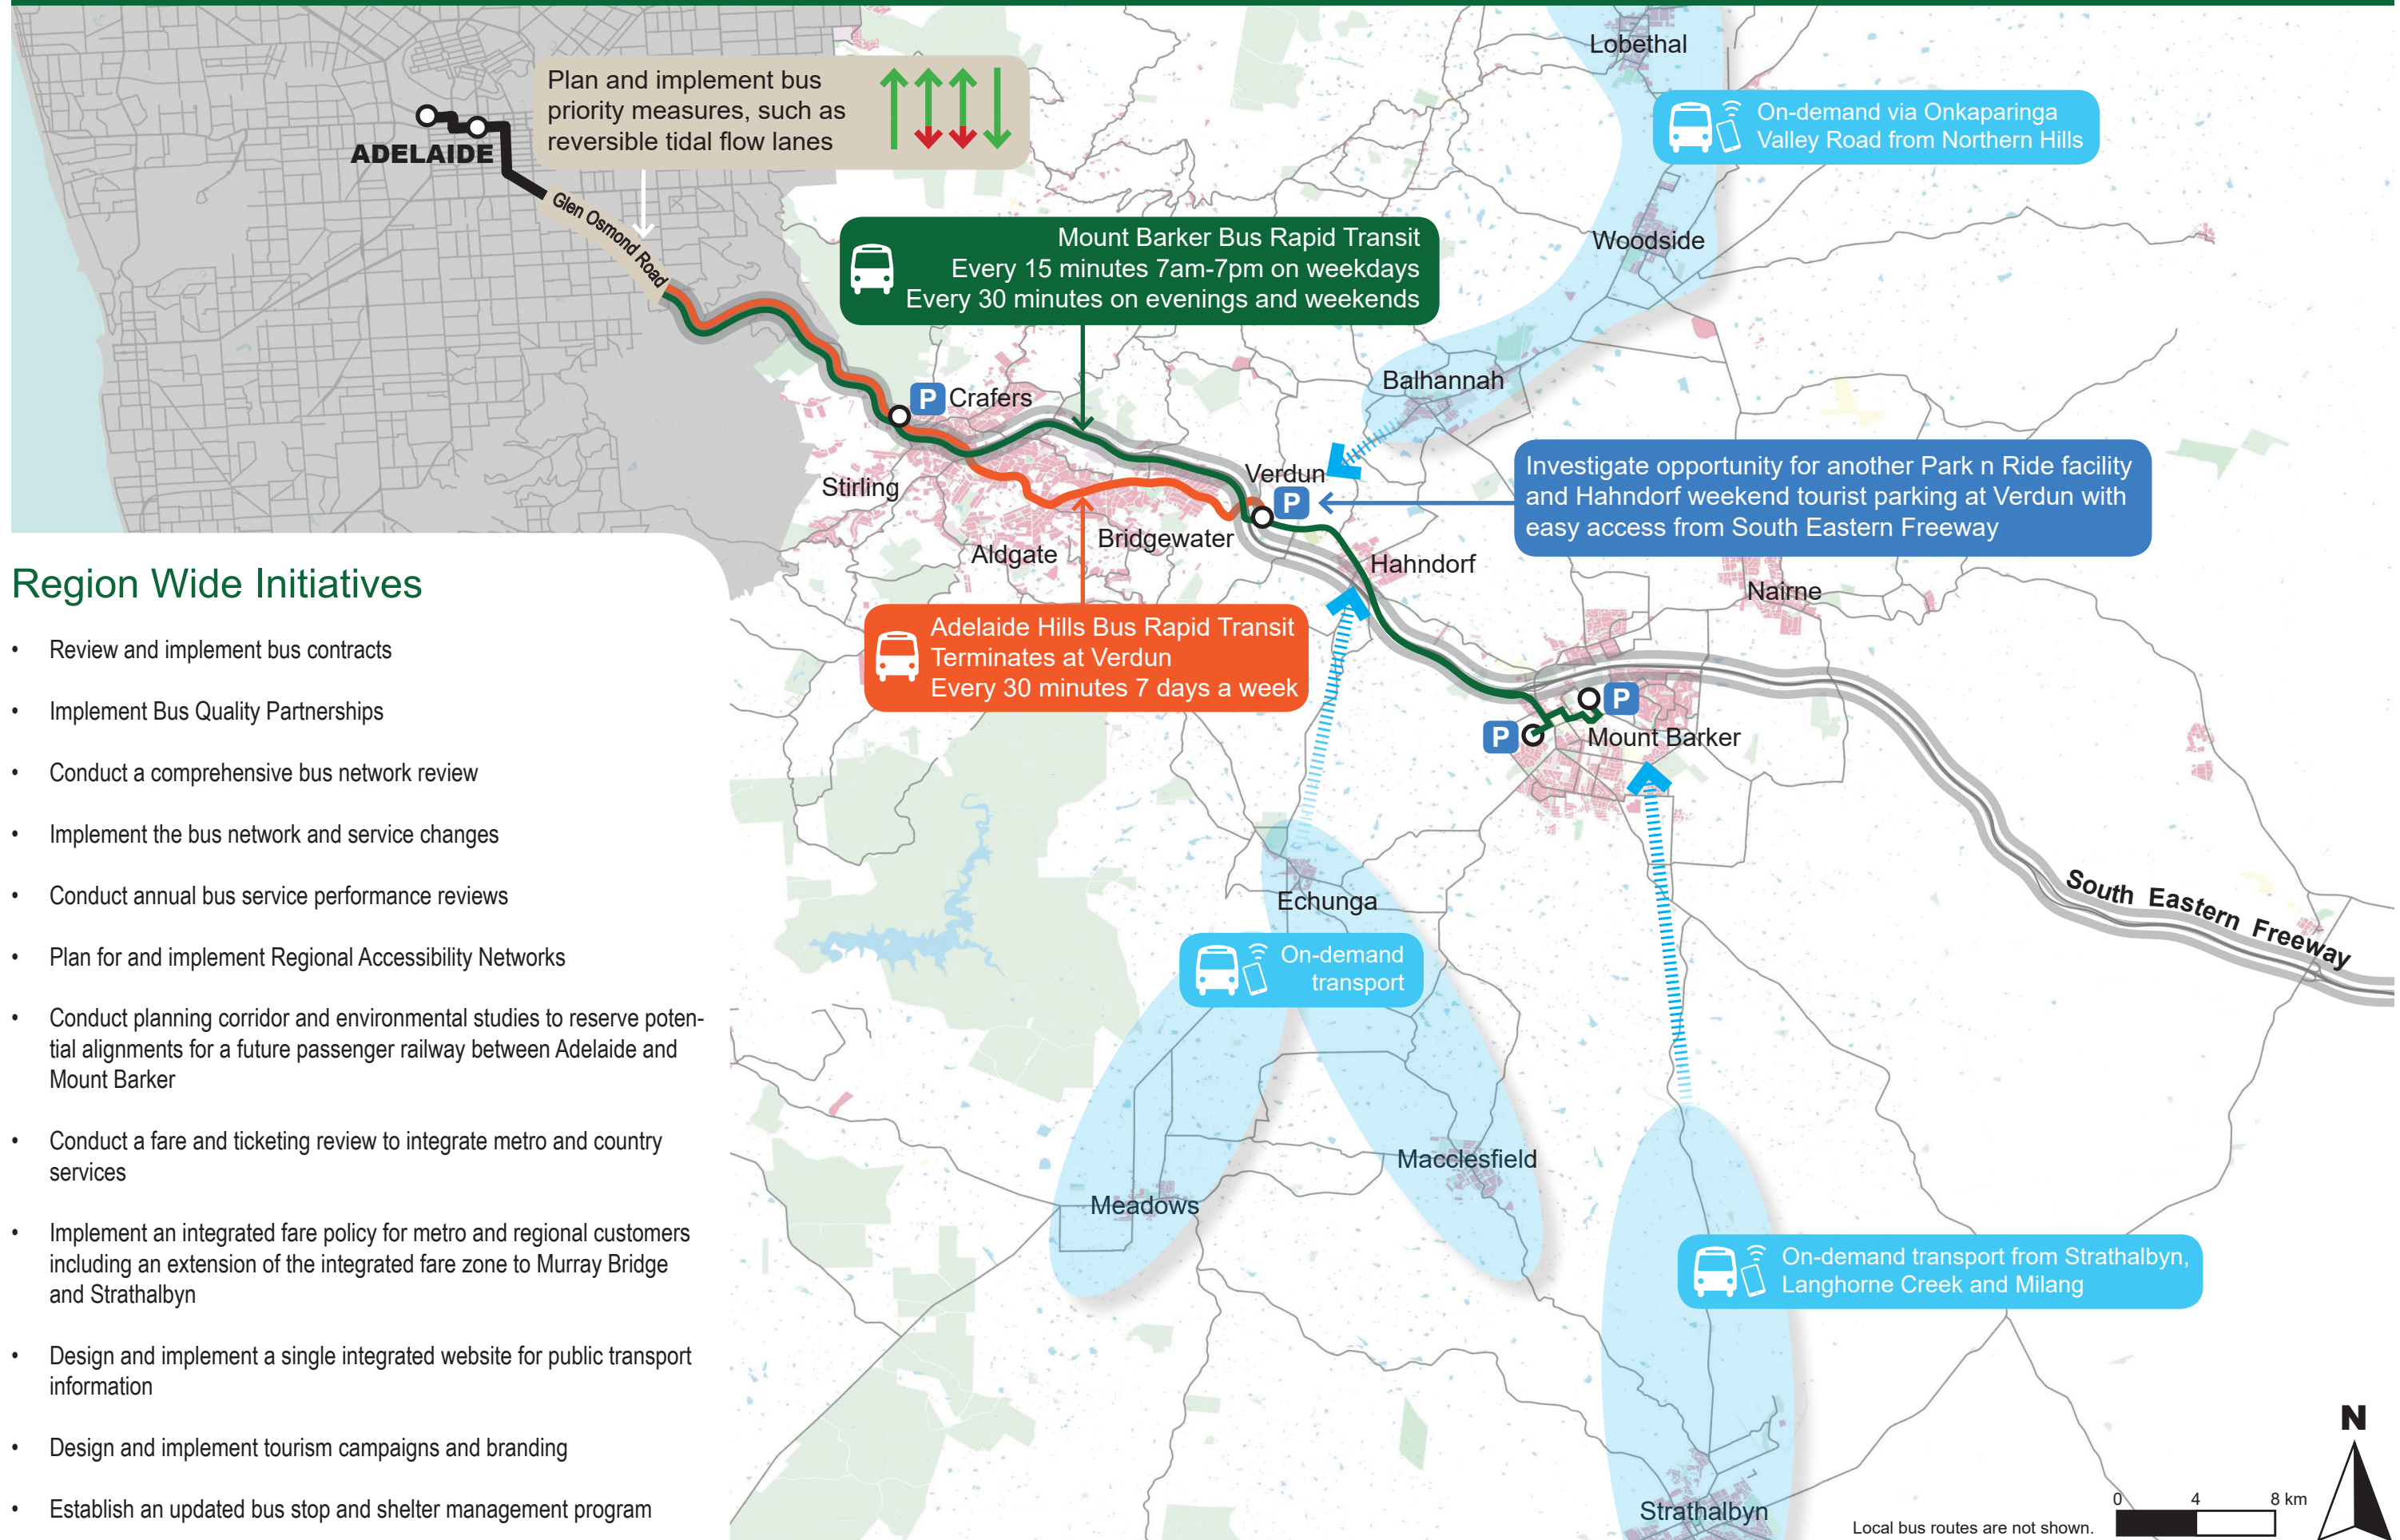 Lobethal
Plan and implement bus
priority measures, such as
reversible tidal flow lanes
On-demand via Onkaparinga
Valley Road from Northern Hills
ADELAIDE
Glen Osmond Road
Mount Barker Bus Rapid Transit
Every 15 minutes 7am-7pm on weekdays
Every 30 minutes on evenings and weekends
Woodside
Balhannah
P Crafers
Verdun
P
Investigate opportunity for another Park n Ride facility
and Hahndorf weekend tourist parking at Verdun with
easy access from South Eastern Freeway
Stirling
Aldgate
Bridgewater
Hahndorf
Nairne
Adelaide Hills Bus Rapid Transit
Terminates at Verdun
Every 30 minutes 7 days a week
P
P
Mount Barker
South Eastern Freeway
Echunga
On-demand
transport
Macclesfield
Meadows
On-demand transport from Strathalbyn,
Langhorne Creek and Milang
Strathalbyn
Region Wide Initiatives
• Review and implement bus contracts
• Implement Bus Quality Partnerships
• Conduct a comprehensive bus network review
• Implement the bus network and service changes
• Conduct annual bus service performance reviews
• Plan for and implement Regional Accessibility Networks
• Conduct planning corridor and environmental studies to reserve poten-
tial alignments for a future passenger railway between Adelaide and
Mount Barker
• Conduct a fare and ticketing review to integrate metro and country
services
• Implement an integrated fare policy for metro and regional customers
including an extension of the integrated fare zone to Murray Bridge
and Strathalbyn
• Design and implement a single integrated website for public transport
information
• Design and implement tourism campaigns and branding
• Establish an updated bus stop and shelter management program
N
0 4 8 km
Local bus routes are not shown.